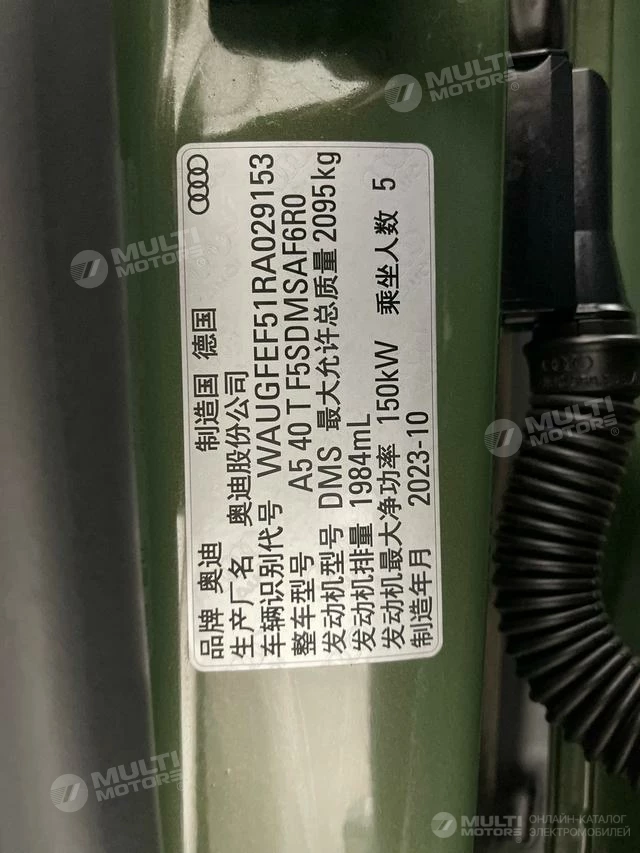 品牌 奥迪 制造国 德国
生产厂名 奥迪股份公司
车辆识别代号 WAUGFEF51RA029153
整车型号 A5 40 T F5SDMSAF6R0
发动机型号 DMS 最大允许总质量 2095kg
发动机排量 1984mL
发动机最大净功率 150kW 乘坐人数 5
制造年月 2023-10
MULTI
MOTORS
MULTI
MOTORS
MULTI
MOTORS
MULTI
MOTORS
MULTI
MOTORS
ОНЛАЙН-КАТАЛОГ
ЭЛЕКТРОМОБИЛЕЙ